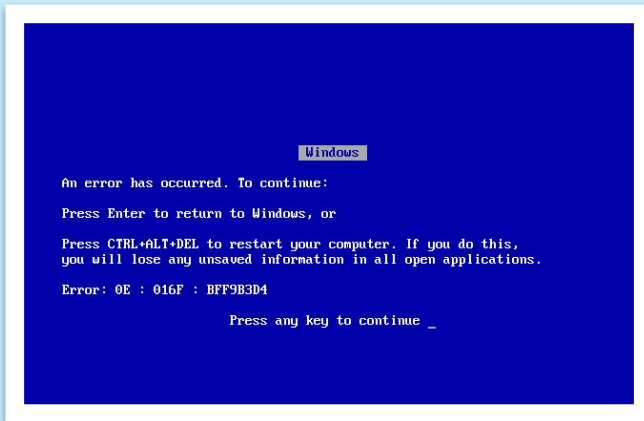 Windows
An error has occurred. To continue:
Press Enter to return to Windows, or
Press CTRL+ALT+DEL to restart your computer. If you do this,
you will lose any unsaved information in all open applications.
Error: 0E : 016F : BFF9B3D4
Press any key to continue _